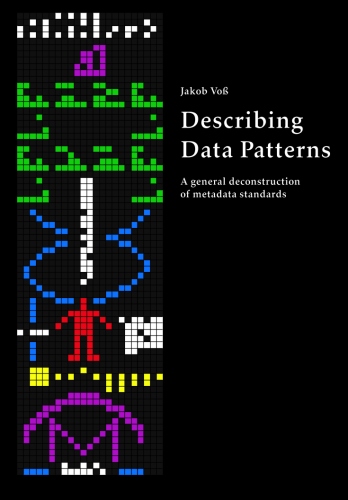 Jakob Voß
Describing
Data Patterns
A general deconstruction
of metadata standards